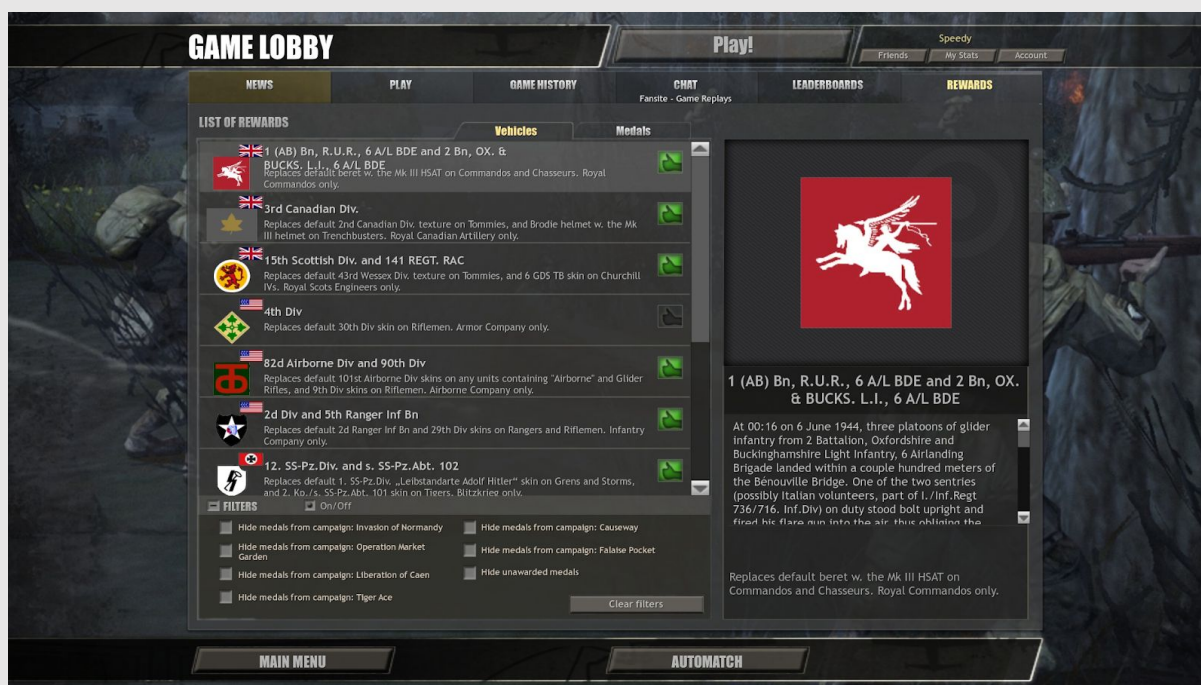 GAME LOBBY
Play!
Speedy
Friends
My Stats
Account
NEWS
PLAY
GAME HISTORY
CHAT
Fansite - Game Replays
LEADERBOARDS
REWARDS
LIST OF REWARDS
Vehicles
Medals
1 (AB) Bn, R.U.R., 6 A/L BDE and 2 Bn, OX. &
BUCKS. L.I., 6 A/L BDE
Replaces default beret w. the Mk III HSAT on Commandos and Chasseurs. Royal
Commandos only.
3rd Canadian Div.
Replaces default 2nd Canadian Div. texture on Tommies, and Brodie helmet w. the Mk
III helmet on Trenchbusters. Royal Canadian Artillery only.
15th Scottish Div. and 141 REGT. RAC
Replaces default 43rd Wessex Div. texture on Tommies, and 6 GDS TB skin on Churchill
IVs. Royal Scots Engineers only.
4th Div
Replaces default 30th Div skin on Riflemen. Armor Company only.
82d Airborne Div and 90th Div
Replaces default 101st Airborne Div skins on any units containing "Airborne" and Glider
Rifles, and 9th Div skins on Riflemen. Airborne Company only.
2d Div and 5th Ranger Inf Bn
Replaces default 2d Ranger Inf Bn and 29th Div skins on Rangers and Riflemen. Infantry
Company only.
12. SS-Pz.Div. and s. SS-Pz.Abt. 102
Replaces default 1. SS-Pz.Div. „Leibstandarte Adolf Hitler“ skin on Grens and Storms,
and 2. Kp./s. SS-Pz.Abt. 101 skin on Tigers. Blitzkrieg only.
FILTERS
On/Off
Hide medals from campaign: Invasion of Normandy
Hide medals from campaign: Operation Market
Garden
Hide medals from campaign: Liberation of Caen
Hide medals from campaign: Tiger Ace
Hide medals from campaign: Causeway
Hide medals from campaign: Falaise Pocket
Hide unawarded medals
Clear filters
1 (AB) Bn, R.U.R., 6 A/L BDE and 2 Bn, OX.
& BUCKS. L.I., 6 A/L BDE
At 00:16 on 6 June 1944, three platoons of glider
infantry from 2 Battalion, Oxfordshire and
Buckinghamshire Light Infantry, 6 Airlanding
Brigade landed within a couple hundred meters of
the Bénouville Bridge. One of the two sentries
(possibly Italian volunteers, part of I./Inf.Regt
736/716. Inf.Div) on duty stood bolt upright and
fired his flare gun into the air, thus obliging the
Replaces default beret w. the Mk III HSAT on
Commandos and Chasseurs. Royal Commandos only.
MAIN MENU
AUTOMATCH